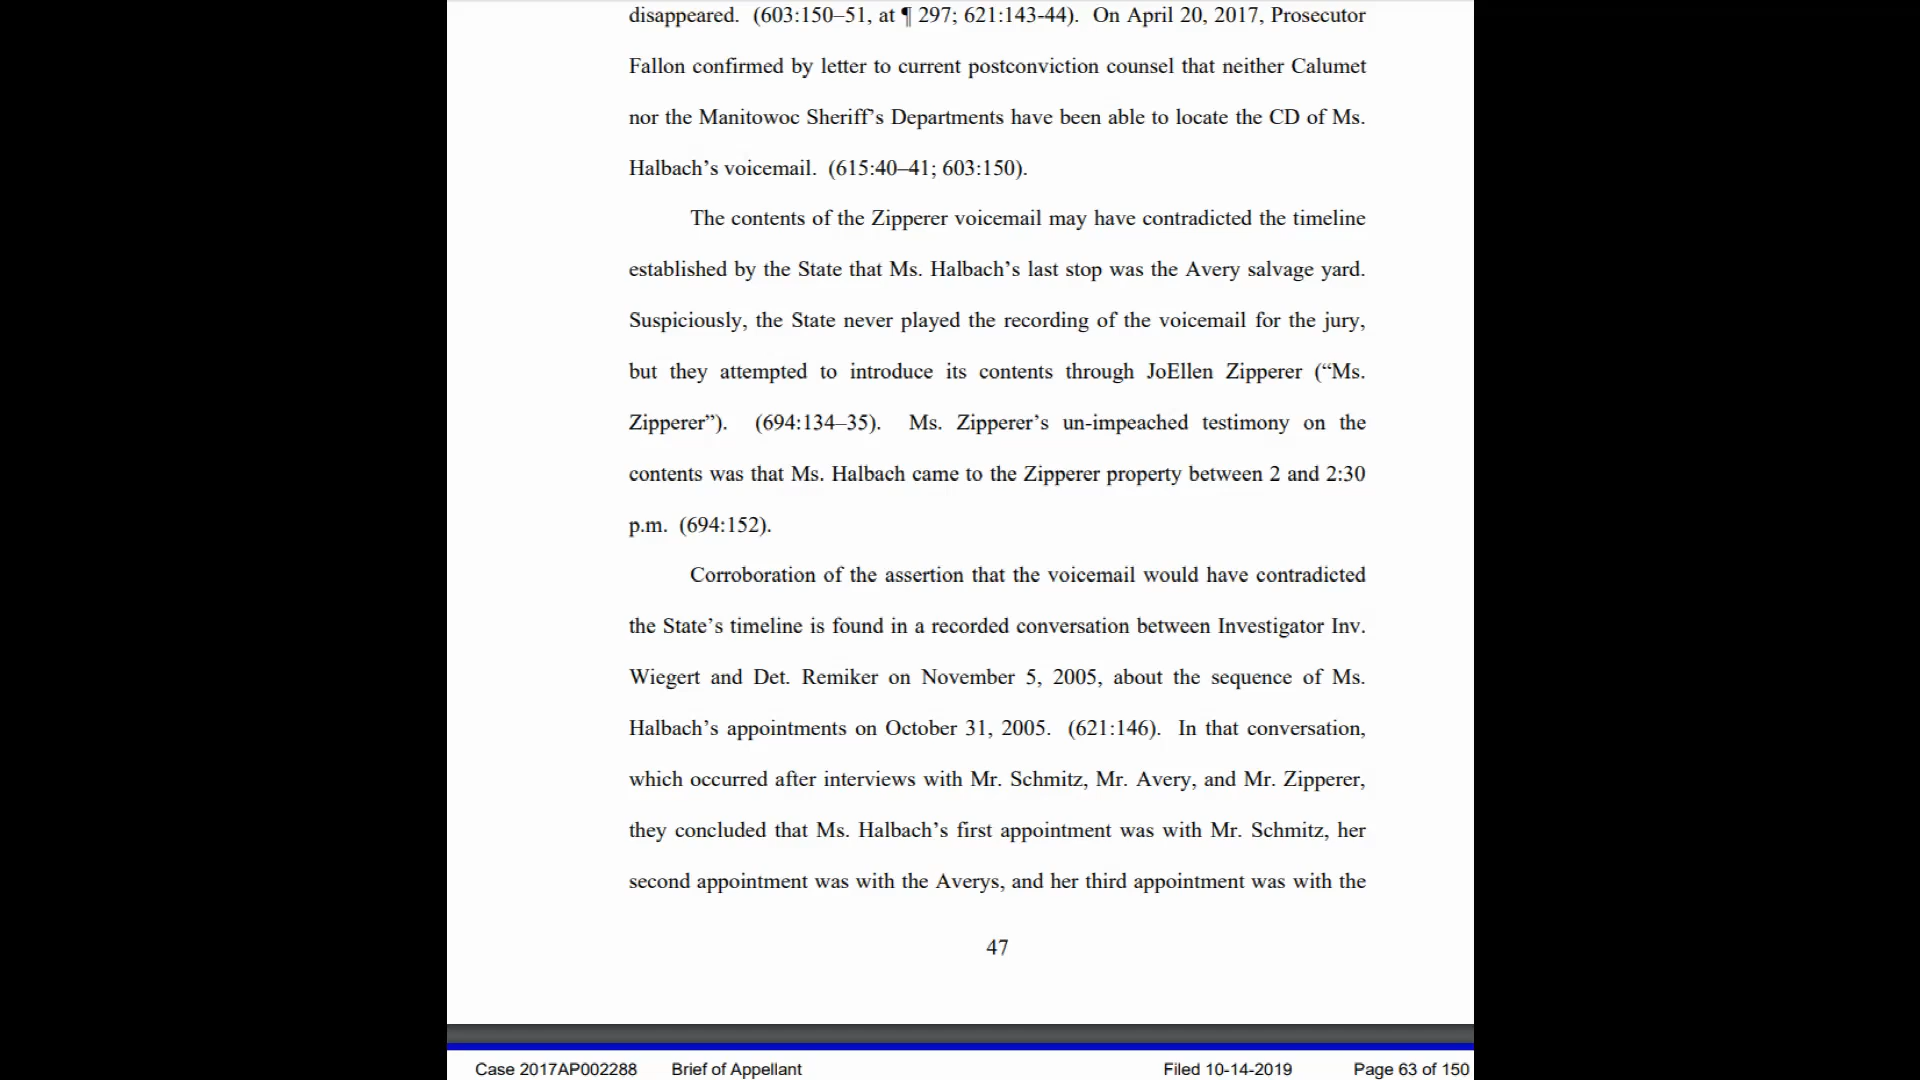 disappeared. (603:150–51, at ¶ 297; 621:143-44). On April 20, 2017, Prosecutor
Fallon confirmed by letter to current postconviction counsel that neither Calumet
nor the Manitowoc Sheriff’s Departments have been able to locate the CD of Ms.
Halbach’s voicemail. (615:40–41; 603:150).
The contents of the Zipperer voicemail may have contradicted the timeline
established by the State that Ms. Halbach’s last stop was the Avery salvage yard.
Suspiciously, the State never played the recording of the voicemail for the jury,
but they attempted to introduce its contents through JoEllen Zipperer (“Ms.
Zipperer”). (694:134–35). Ms. Zipperer’s un-impeached testimony on the
contents was that Ms. Halbach came to the Zipperer property between 2 and 2:30
p.m. (694:152).
Corroboration of the assertion that the voicemail would have contradicted
the State’s timeline is found in a recorded conversation between Investigator Inv.
Wiegert and Det. Remiker on November 5, 2005, about the sequence of Ms.
Halbach’s appointments on October 31, 2005. (621:146). In that conversation,
which occurred after interviews with Mr. Schmitz, Mr. Avery, and Mr. Zipperer,
they concluded that Ms. Halbach’s first appointment was with Mr. Schmitz, her
second appointment was with the Averys, and her third appointment was with the
47
Case 2017AP002288 Brief of Appellant Filed 10-14-2019 Page 63 of 150